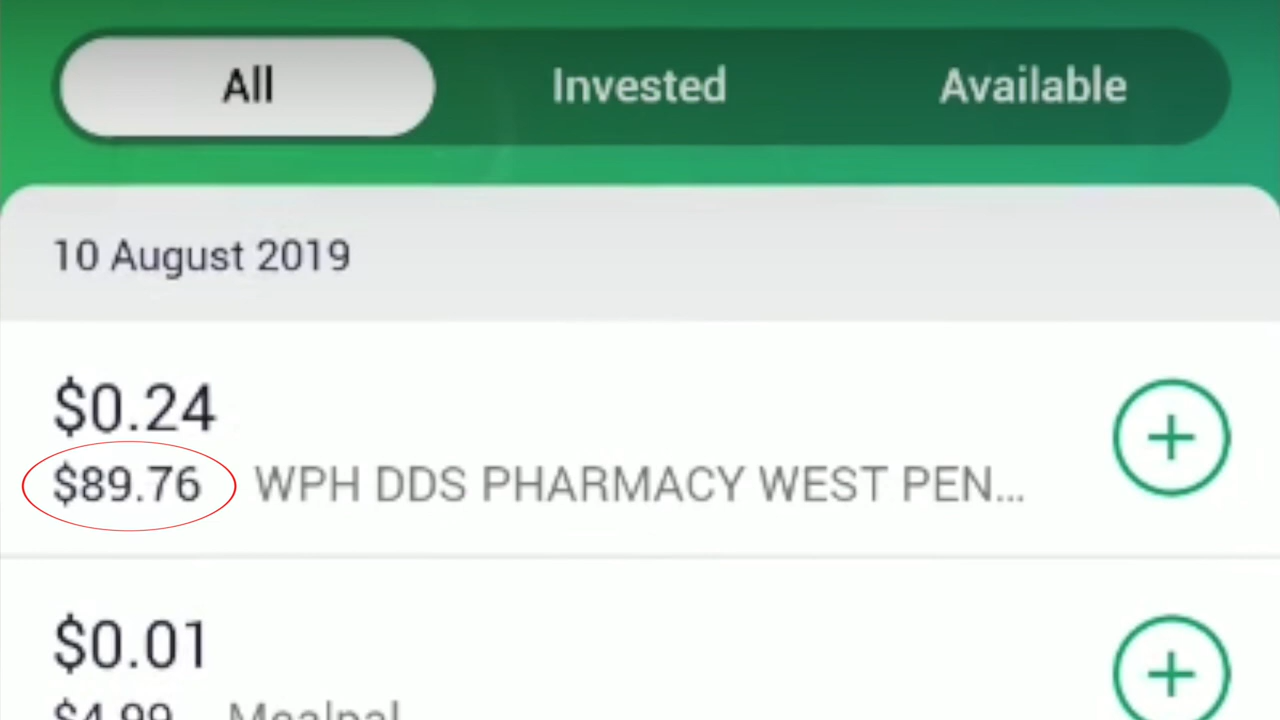 All Invested Available
10 August 2019
$0.24
$89.76 WPH DDS PHARMACY WEST PEN...
$0.01
$4.99 Mealpal